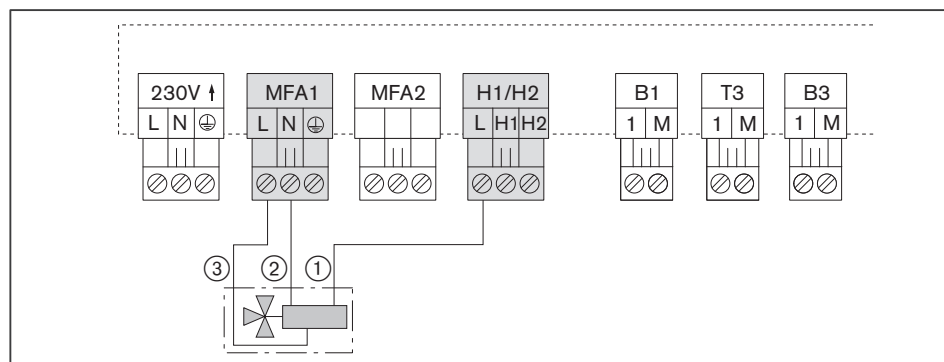 230V MFA1 MFA2 H1/H2 B1 T3 B3
L N L N L H1 H2 1 M 1 M 1 M
3 2 1